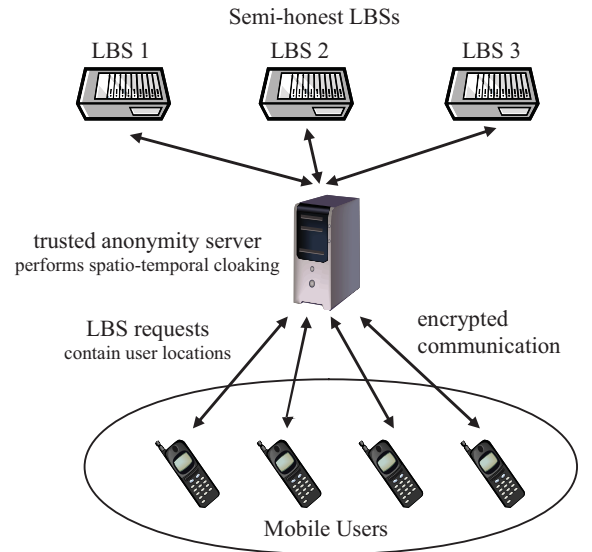 Semi-honest LBSs
LBS 1
LBS 2
LBS 3
trusted anonymity server
performs spatio-temporal cloaking
LBS requests
contain user locations
encrypted
communication
Mobile Users